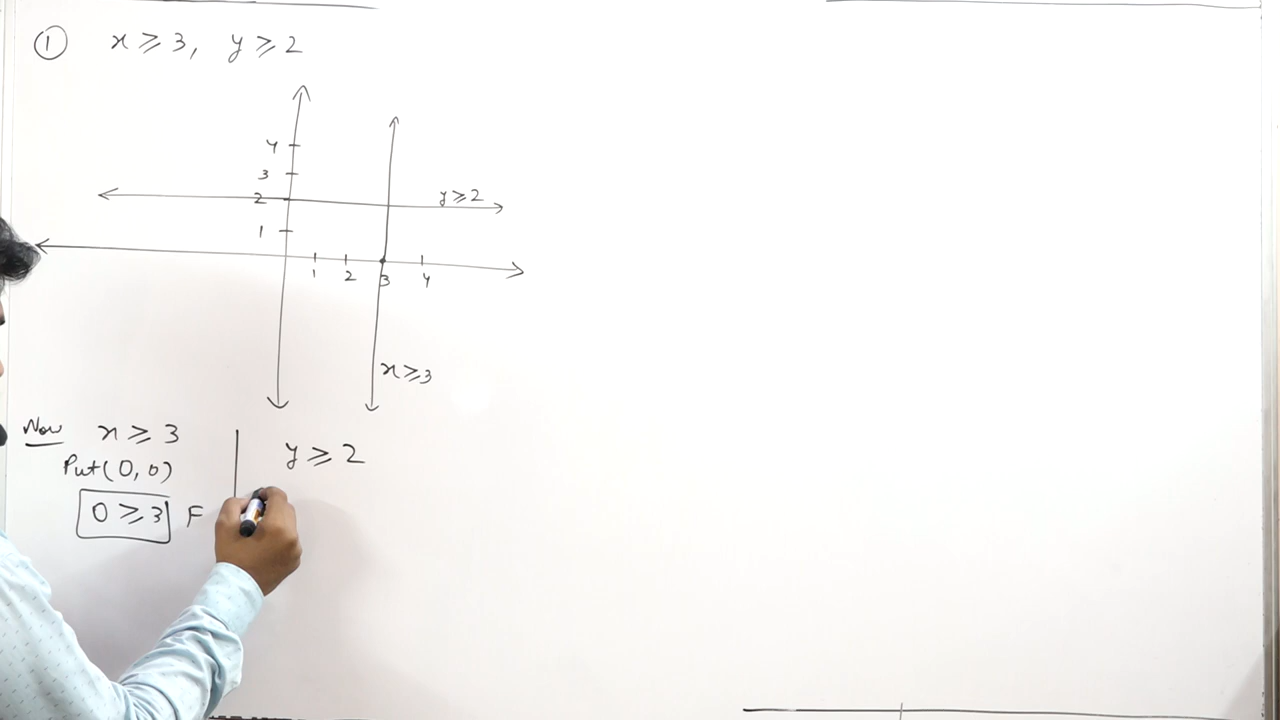 ① x ≥ 3, y ≥ 2
4
3
2
1
y ≥ 2
1 2 3 4
x ≥ 3
Now x ≥ 3
Put (0, 0)
0 ≥ 3 F
y ≥ 2